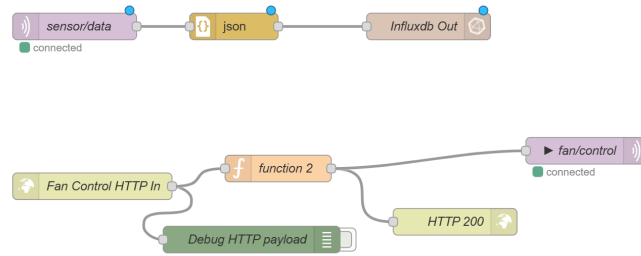 sensor/data
json
Influxdb Out
connected
► fan/control
function 2
connected
Fan Control HTTP In
HTTP 200
Debug HTTP payload